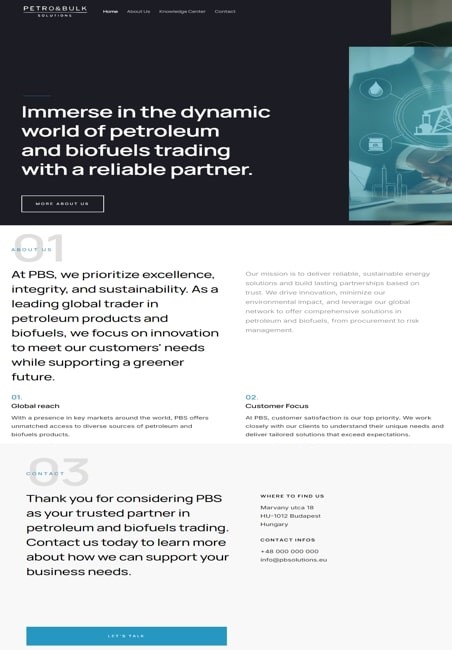 PETRO&BULK
SOLUTIONS
Home About Us Knowledge Center Contact
Immerse in the dynamic
world of petroleum
and biofuels trading
with a reliable partner.
MORE ABOUT US
01
ABOUT US
At PBS, we prioritize excellence,
integrity, and sustainability. As a
leading global trader in
petroleum products and
biofuels, we focus on innovation
to meet our customers' needs
while supporting a greener
future.
Our mission is to deliver reliable, sustainable energy
solutions and build lasting partnerships based on
trust. We drive innovation, minimize our
environmental impact, and leverage our global
network to offer comprehensive solutions in
petroleum and biofuels, from procurement to risk
management.
01.
Global reach
With a presence in key markets around the world, PBS offers
unmatched access to diverse sources of petroleum and
biofuels products.
02.
Customer Focus
At PBS, customer satisfaction is our top priority. We work
closely with our clients to understand their unique needs and
deliver tailored solutions that exceed expectations.
03
CONTACT
Thank you for considering PBS
as your trusted partner in
petroleum and biofuels trading.
Contact us today to learn more
about how we can support your
business needs.
WHERE TO FIND US
Marvany utca 18
HU-1012 Budapest
Hungary
CONTACT INFOS
+48 000 000 000
info@pbsolutions.eu
LET'S TALK